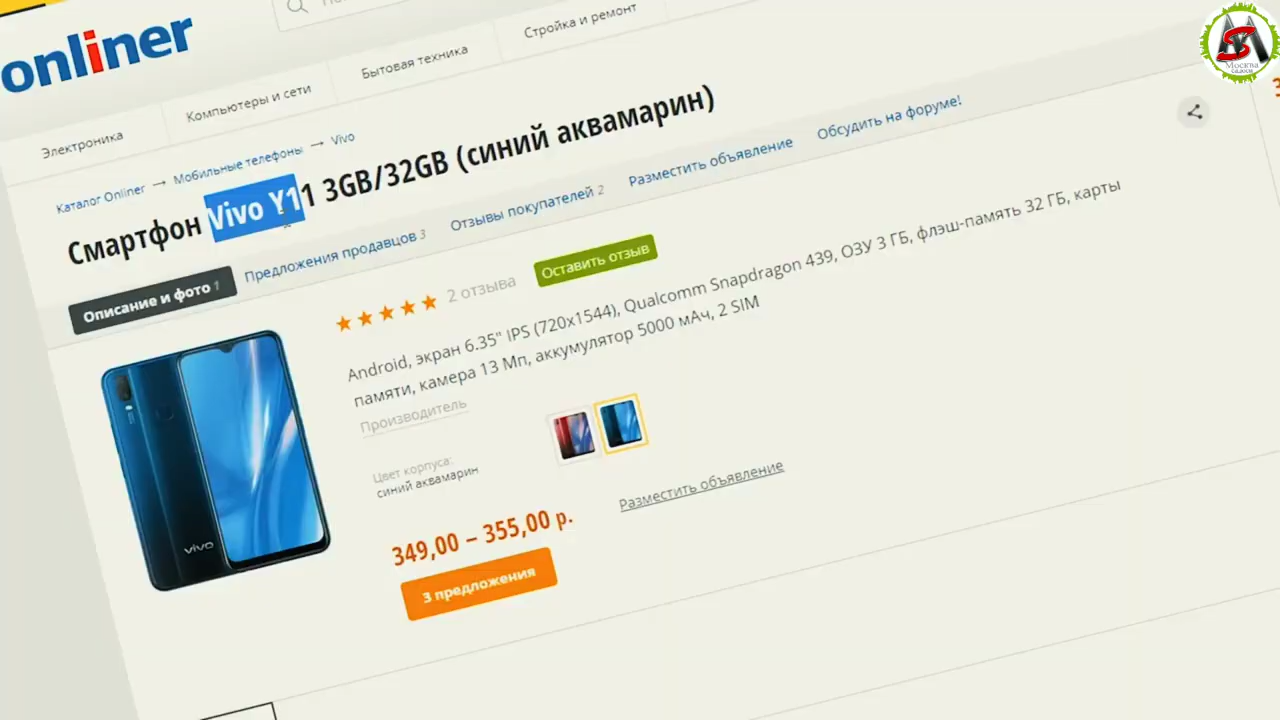 onliner
Электроника
Компьютеры и сети
Бытовая техника
Стройка и ремонт
Каталог Onliner → Мобильные телефоны → Vivo
Смартфон Vivo Y11 3GB/32GB (синий аквамарин)
Описание и фото 1
Предложения продавцов 3
Отзывы покупателей 2
Разместить объявление
Обсудить на форуме!
2 отзыва
Оставить отзыв
Android, экран 6.35" IPS (720x1544), Qualcomm Snapdragon 439, ОЗУ 3 ГБ, флэш-память 32 ГБ, карты
памяти, камера 13 Мп, аккумулятор 5000 мАч, 2 SIM
Производитель
Цвет корпуса:
синий аквамарин
349,00 – 355,00 р.
Разместить объявление
3 предложения
vivo
Москва